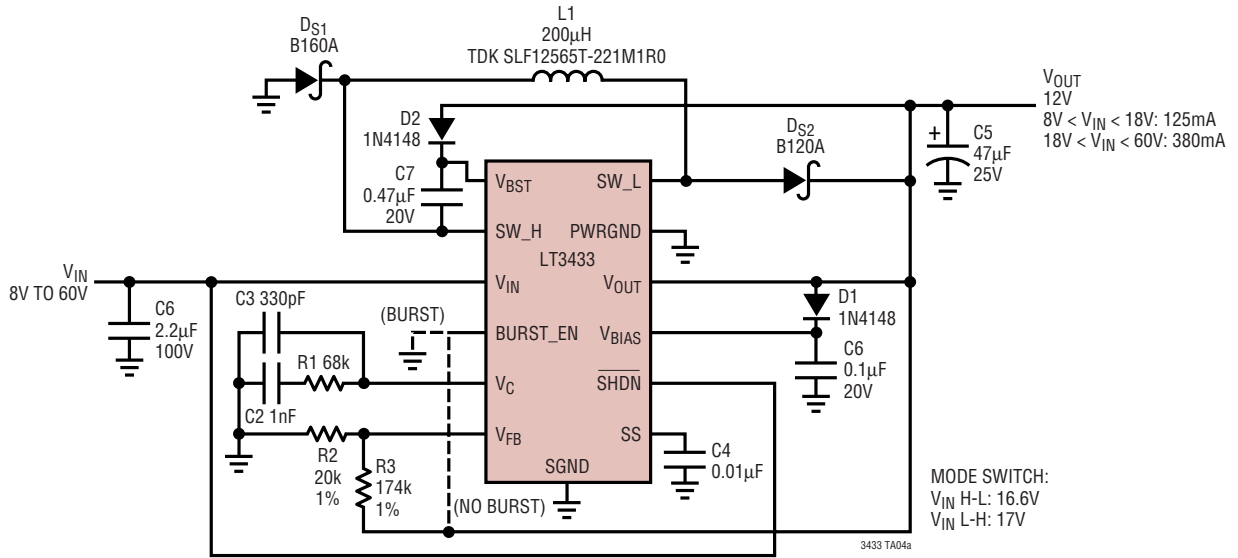 L1
200µH
TDK SLF12565T-221M1R0
DS1
B160A
D2
1N4148
C7
0.47µF
20V
VOUT
12V
8V < VIN < 18V: 125mA
18V < VIN < 60V: 380mA
DS2
B120A
+
C5
47µF
25V
VBST
SW_L
SW_H
PWRGND
LT3433
VIN
8V TO 60V
VIN
VOUT
C6
2.2µF
100V
C3 330pF
(BURST)
BURST_EN
VBIAS
D1
1N4148
R1 68k
C2 1nF
VC
SHDN
C6
0.1µF
20V
VFB
SS
R2
20k
1%
R3
174k
1%
SGND
C4
0.01µF
(NO BURST)
MODE SWITCH:
VIN H-L: 16.6V
VIN L-H: 17V
3433 TA04a